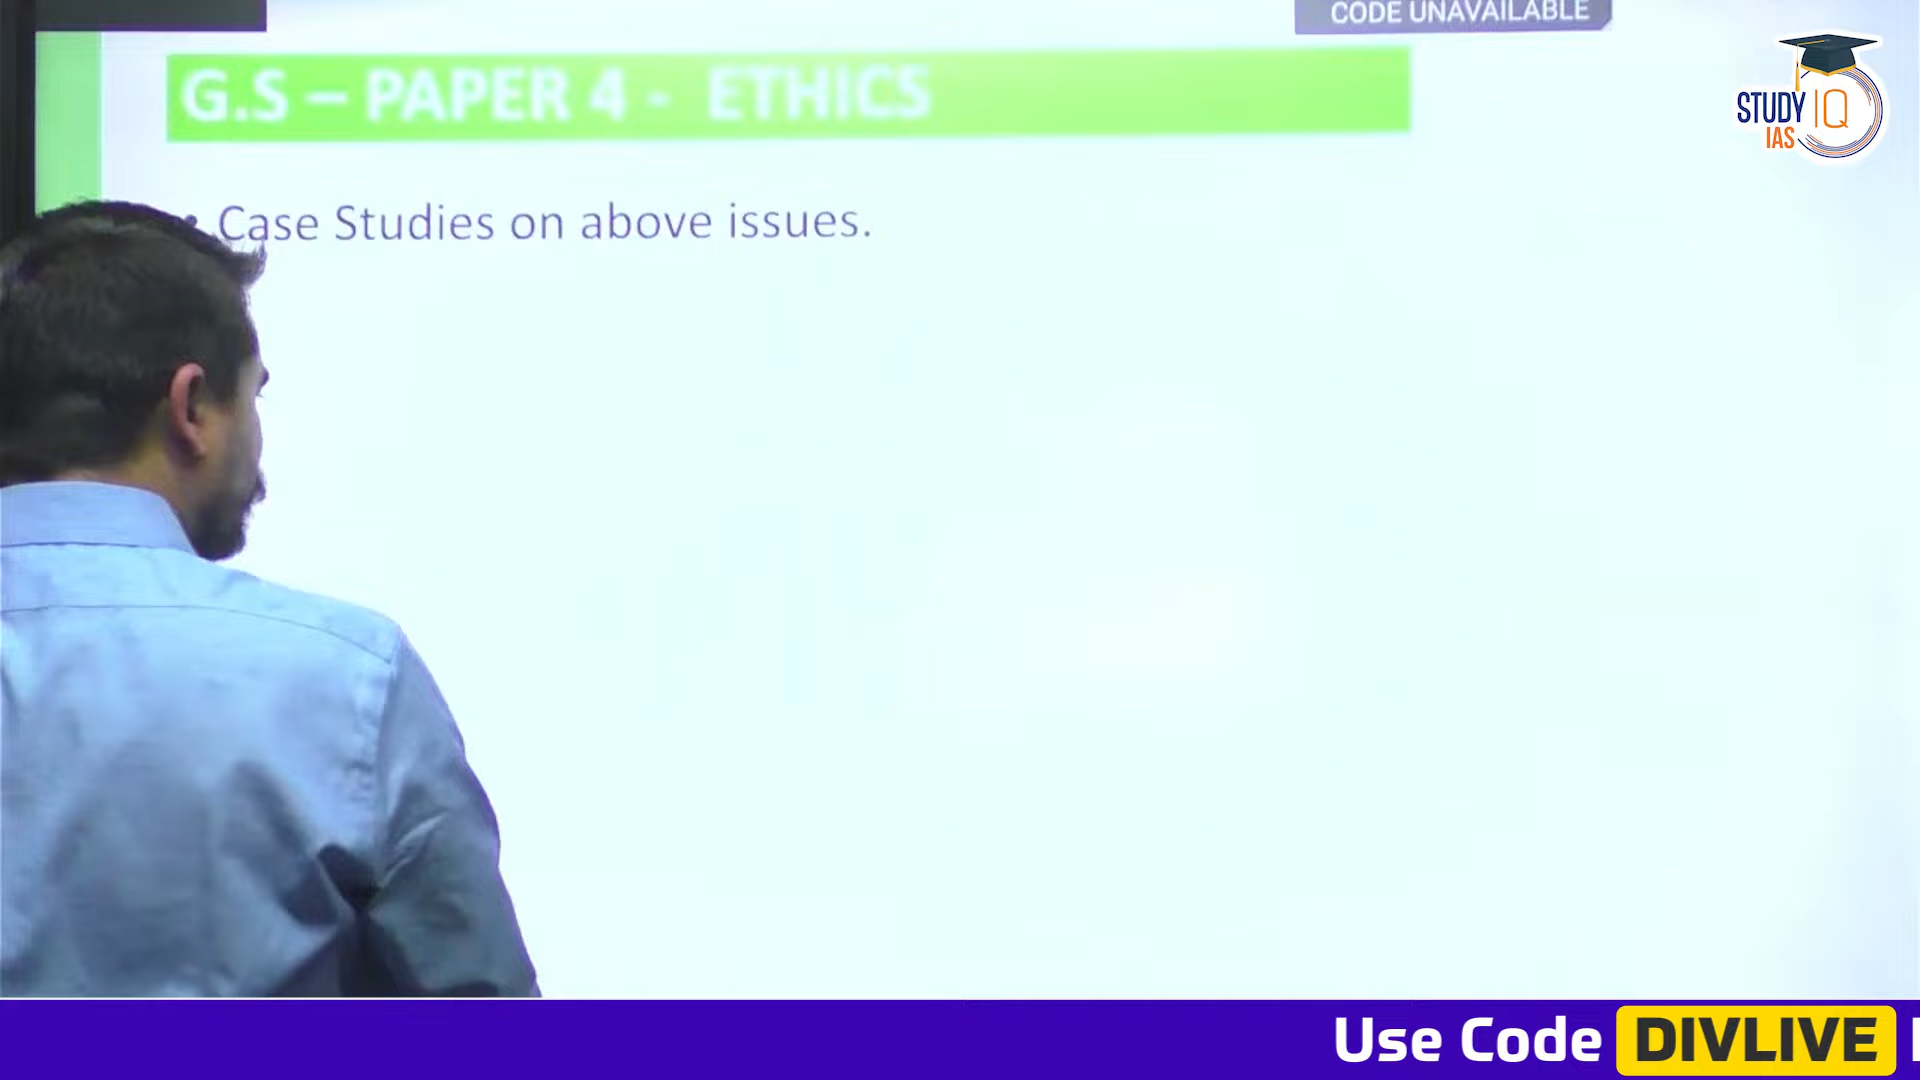 CODE UNAVAILABLE
G.S – PAPER 4 - ETHICS
STUDY IQ
IAS
• Case Studies on above issues.
Use Code DIVLIVE